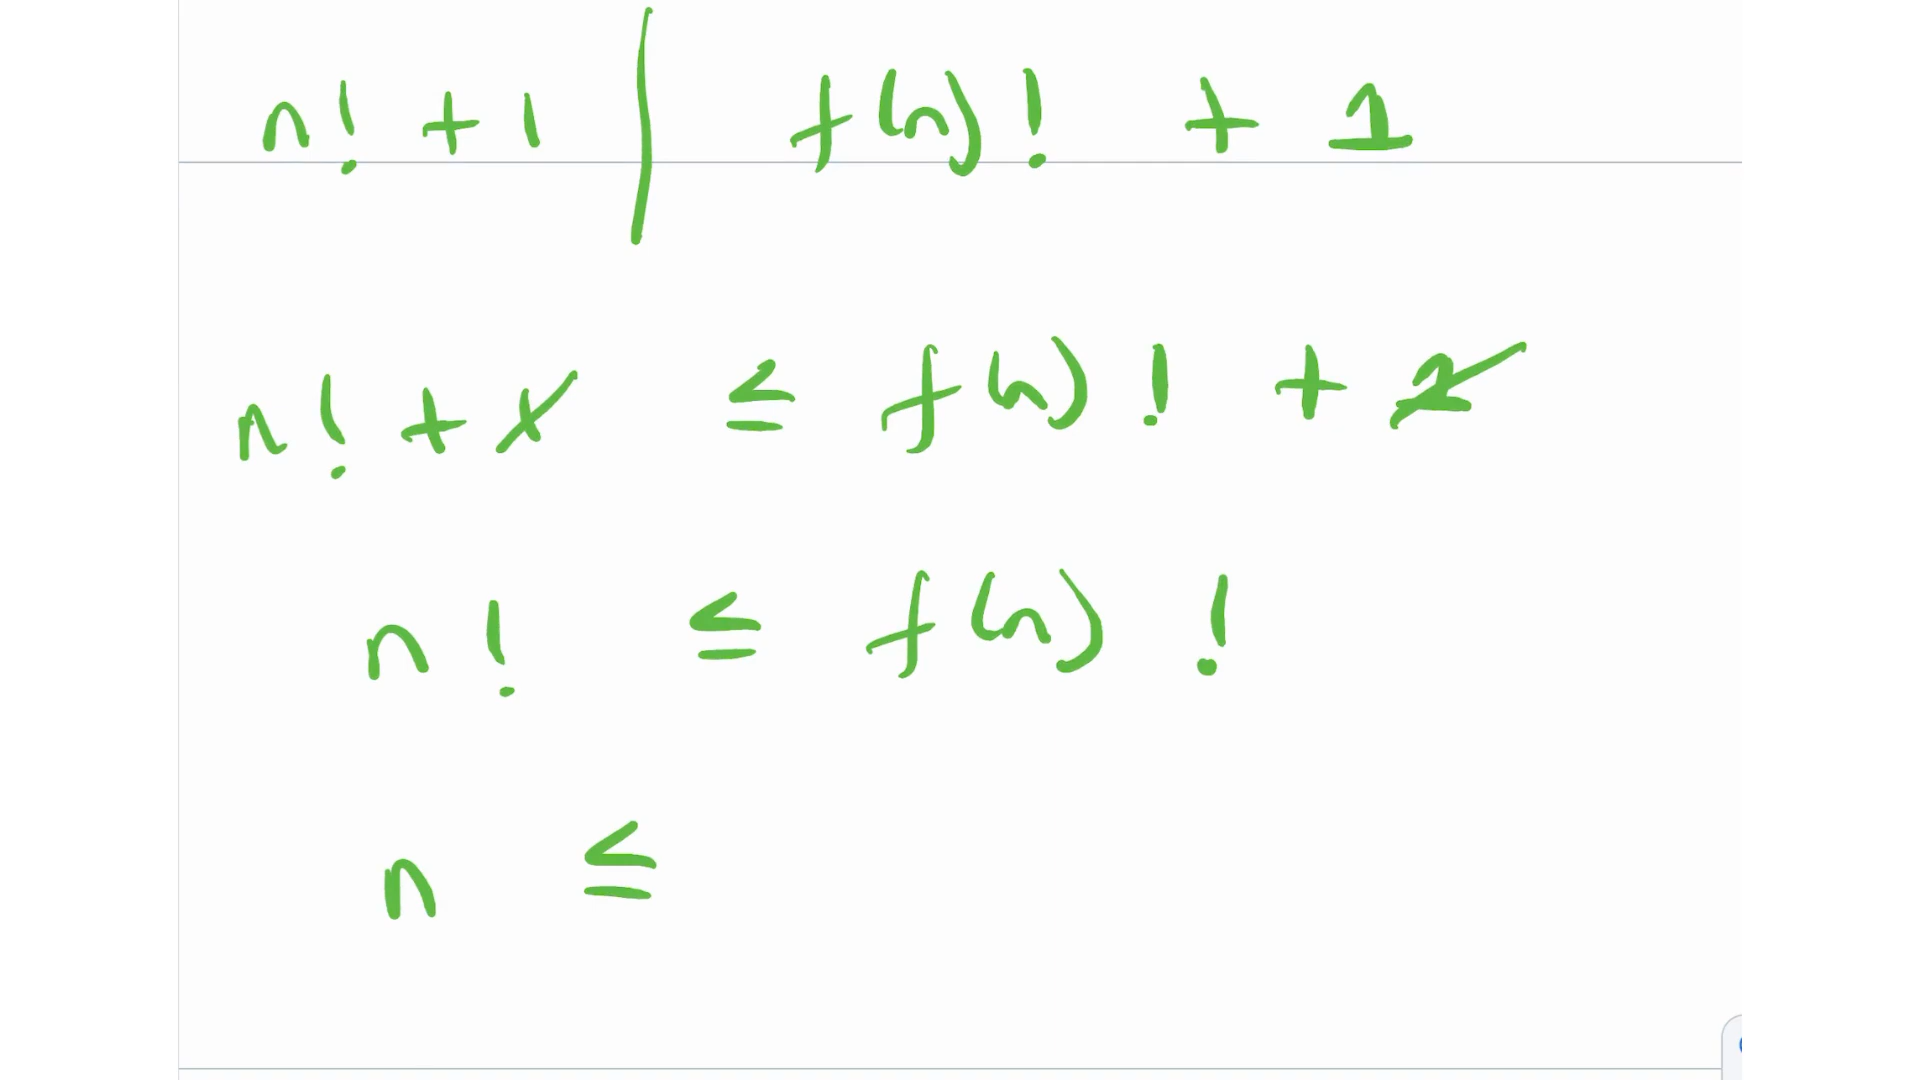 n! + 1 | f(n)! + 1
n! + 1 ≤ f(n)! + 1
n! ≤ f(n)!
n ≤